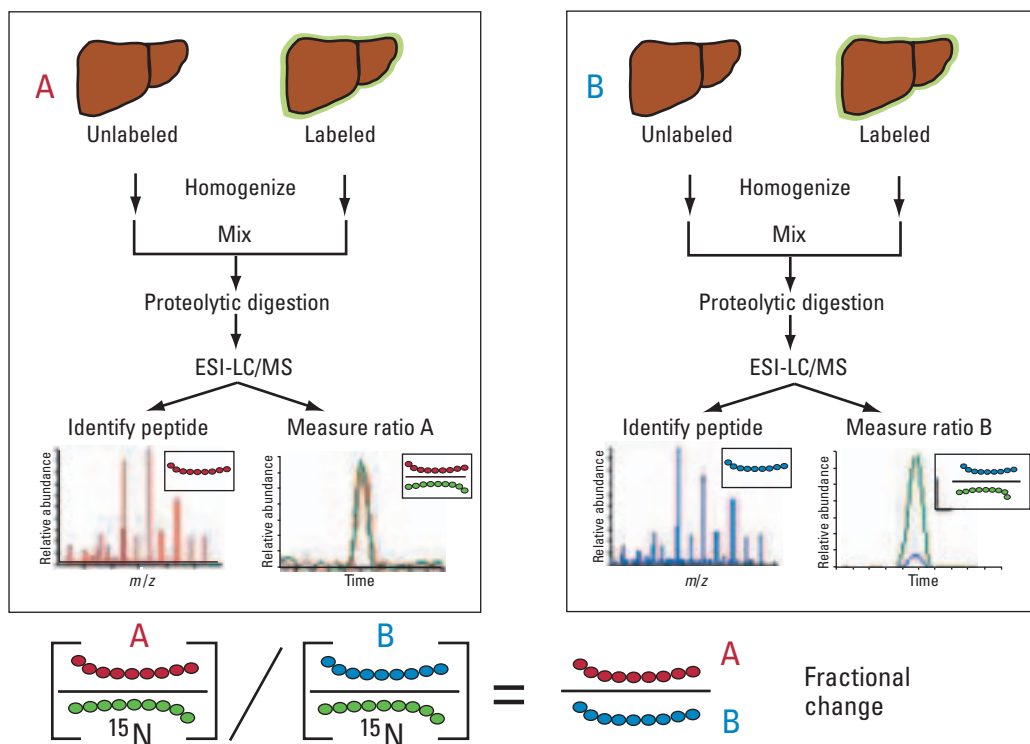 A
Unlabeled
Labeled
Homogenize
Mix
Proteolytic digestion
ESI-LC/MS
Identify peptide
Measure ratio A
Relative abundance
m/z
Relative abundance
Time
B
Unlabeled
Labeled
Homogenize
Mix
Proteolytic digestion
ESI-LC/MS
Identify peptide
Measure ratio B
Relative abundance
m/z
Relative abundance
Time
A
15N
/
B
15N
=
A
B
Fractional
change